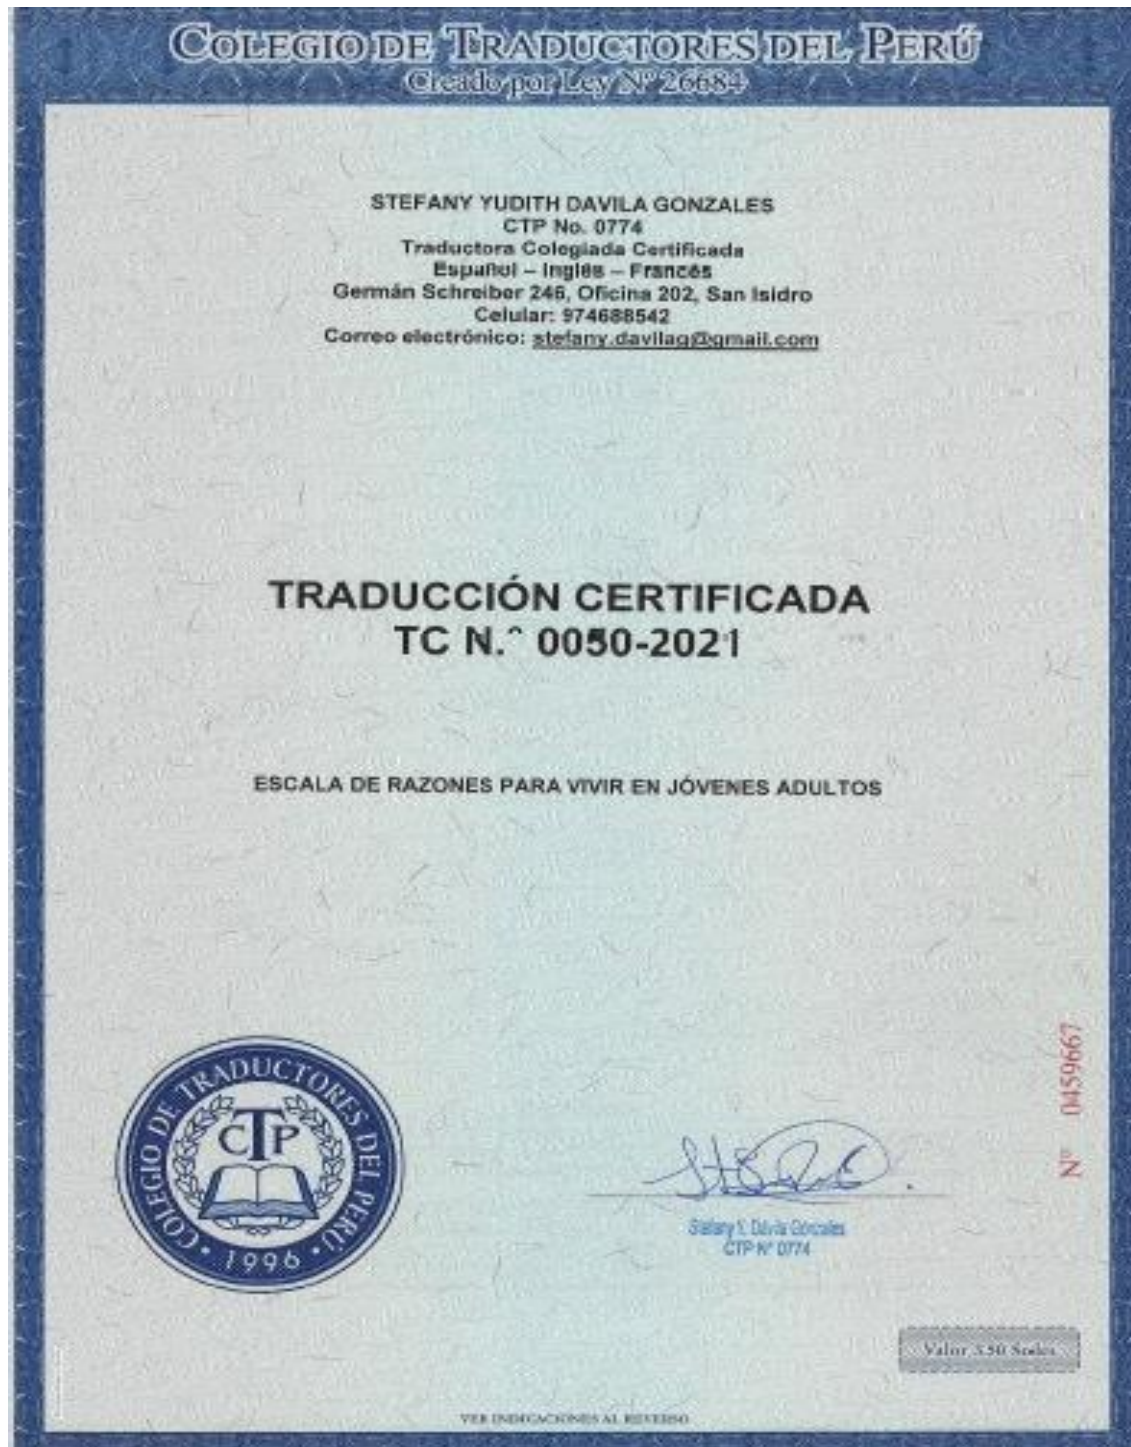 COLEGIO DE TRADUCTORES DEL PERÚ
Creado por Ley Nº 26684
STEFANY YUDITH DAVILA GONZALES
CTP No. 0774
Traductora Colegiada Certificada
Español – Inglés – Francés
Germán Schreiber 246, Oficina 202, San Isidro
Celular: 974688542
Correo electrónico: stefany.davilag@gmail.com
TRADUCCIÓN CERTIFICADA
TC N.° 0050-2021
ESCALA DE RAZONES PARA VIVIR EN JÓVENES ADULTOS
Nº 0459667
COLEGIO DE TRADUCTORES DEL PERÚ
CTP
1996
Stefany Y. Dávila Gonzales
CTP Nº 0774
Valor 3.50 Soles
VER INDICACIONES AL REVERSO